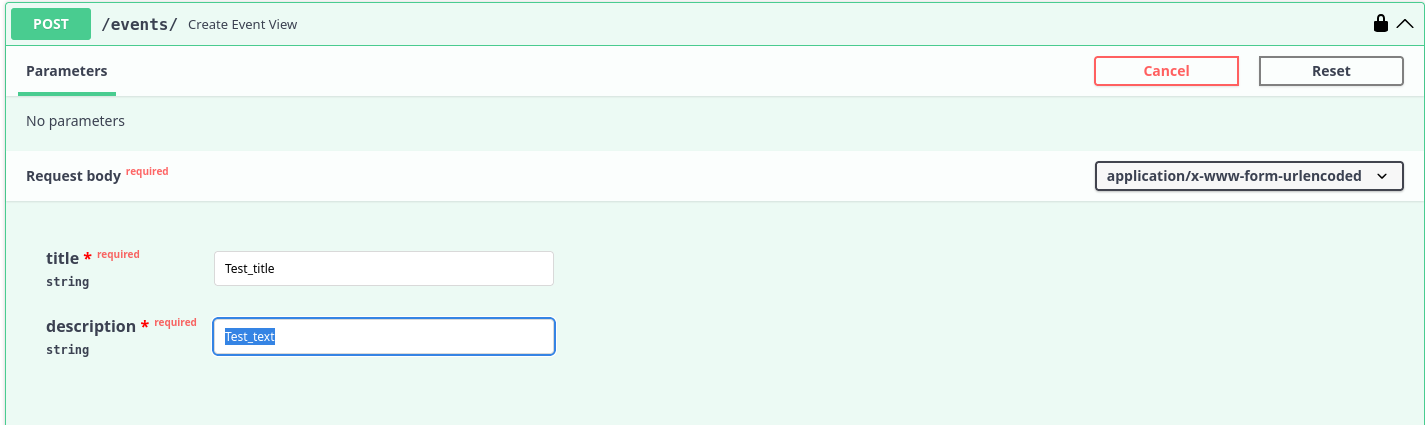 POST /events/ Create Event View
Parameters Cancel Reset
No parameters
Request body required application/x-www-form-urlencoded
title * required Test_title
string
description * required Test_text
string